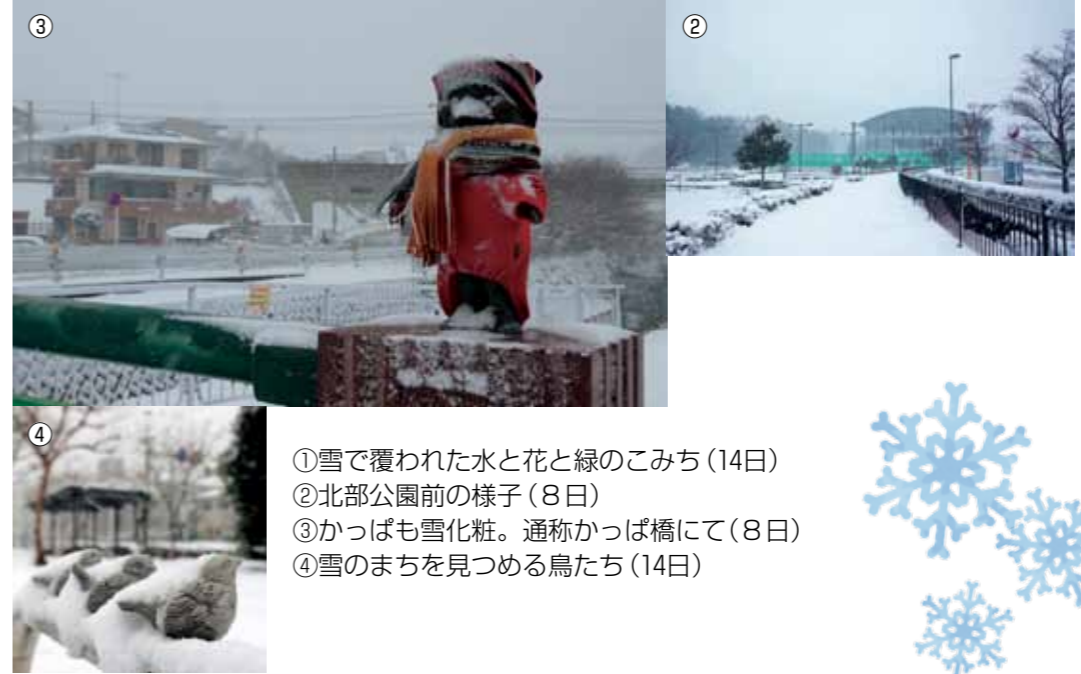 ③
②
④
①雪で覆われた水と花と緑のこみち(14日)
②北部公園前の様子(8日)
③かっぱも雪化粧。通称かっぱ橋にて(8日)
④雪のまちを見つめる鳥たち(14日)